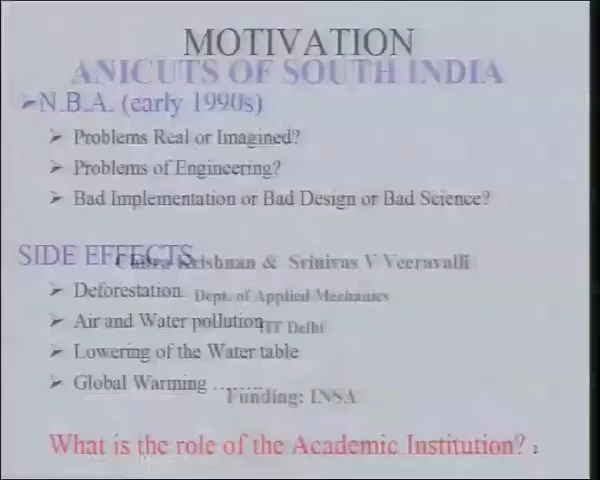 MOTIVATION
ANICUTS OF SOUTH INDIA
➢N.B.A. (early 1990s)
➢ Problems Real or Imagined?
➢ Problems of Engineering?
➢ Bad Implementation or Bad Design or Bad Science?
SIDE EFFECTS
Krishnan & Srinivas V Veeravalli
➢ Deforestation
Dept. of Applied Mechanics
➢ Air and Water pollution
IIT Delhi
➢ Lowering of the Water table
➢ Global Warming ........
Funding: INSA
What is the role of the Academic Institution? 2